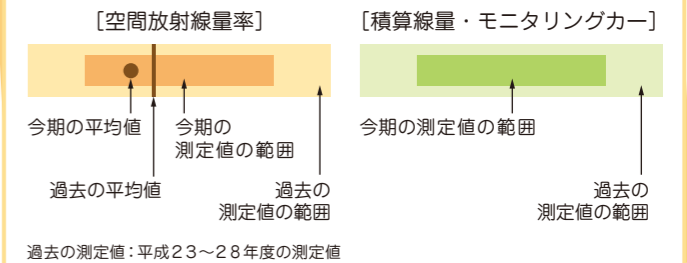 [空間放射線量率]
[積算線量・モニタリングカー]
今期の平均値
今期の
測定値の範囲
過去の平均値
過去の
測定値の範囲
今期の測定値の範囲
過去の
測定値の範囲
過去の測定値:平成23~28年度の測定値